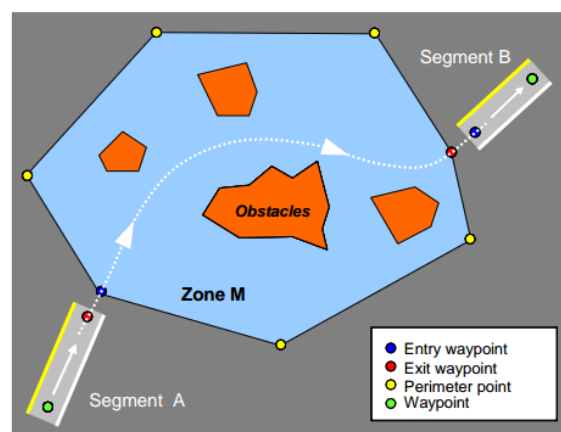 Segment B
Obstacles
Zone M
Segment A
Entry waypoint
Exit waypoint
Perimeter point
Waypoint